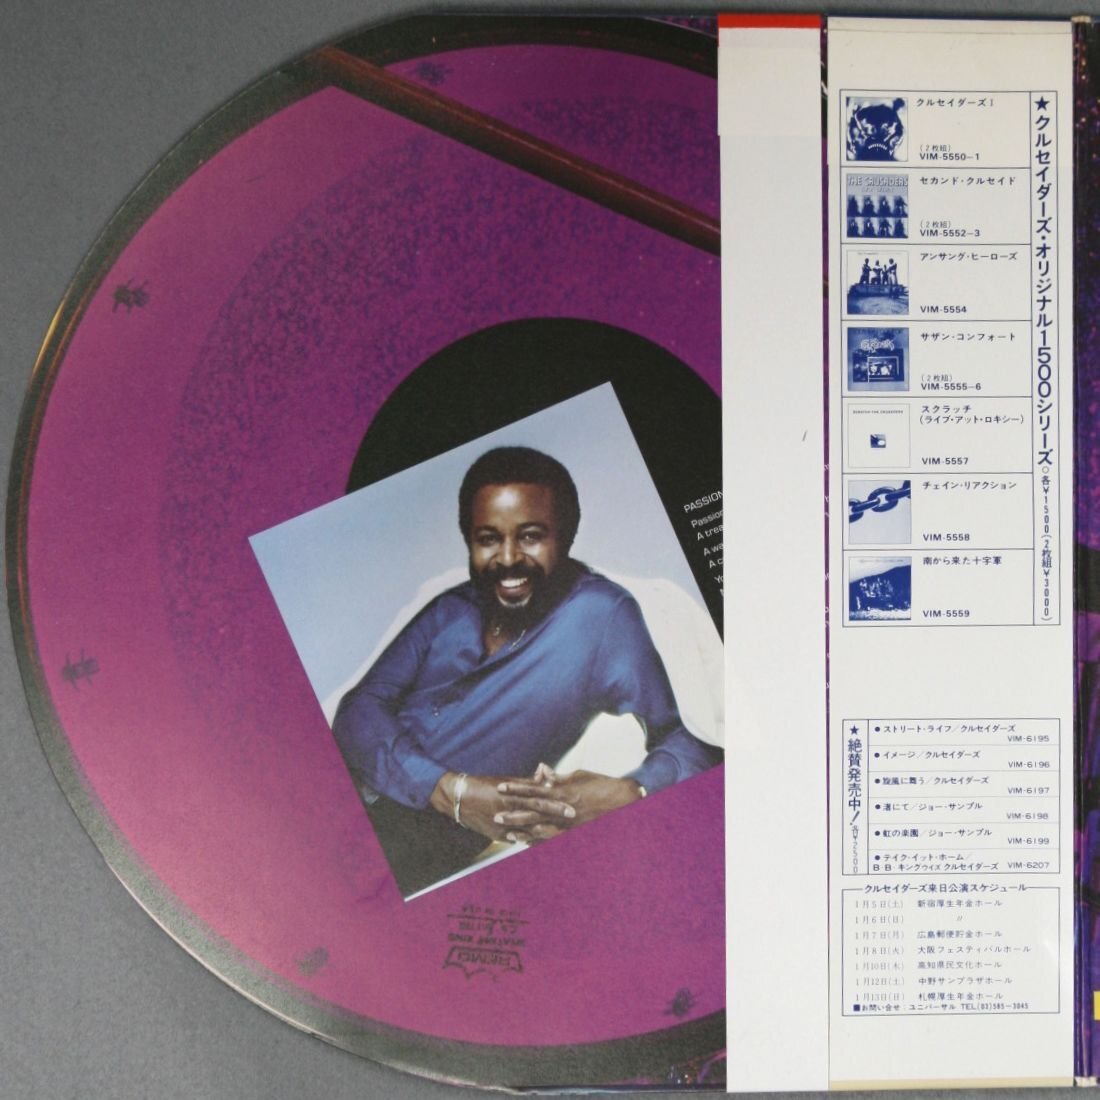 PASSION
Passion
A trea
A wa
A c
Yo
REMO
WEATHER KING
MADE IN USA
★クルセイダーズ・オリジナル1500シリーズ○各¥1500(2枚組¥3000)
クルセイダーズ I
(2枚組)
VIM-5550-1
THE CRUSADERS
セカンド・クルセイド
(2枚組)
VIM-5552-3
アンサング・ヒーローズ
VIM-5554
サザン・コンフォート
(2枚組)
VIM-5555-6
SCRATCH THE CRUSADERS
スクラッチ
(ライブ・アット・ロキシー)
VIM-5557
チェイン・リアクション
VIM-5558
南から来た十字軍
VIM-5559
★絶賛発売中!各¥2500
●ストリート・ライフ/クルセイダーズ
VIM-6195
●イメージ/クルセイダーズ
VIM-6196
●旋風に舞う/クルセイダーズ
VIM-6197
●渚にて/ジョー・サンプル
VIM-6198
●虹の楽園/ジョー・サンプル
VIM-6199
●テイク・イット・ホーム/
B・B・キングウィズ クルセイダーズ VIM-6207
クルセイダーズ来日公演スケジュール
1月5日(土) 新宿厚生年金ホール
1月6日(日) 〃
1月7日(月) 広島郵便貯金ホール
1月8日(火) 大阪フェスティバルホール
1月10日(木) 高知県民文化ホール
1月12日(土) 中野サンプラザホール
1月13日(日) 札幌厚生年金ホール
■お問い合せ：ユニバーサル TEL(03)585-3045